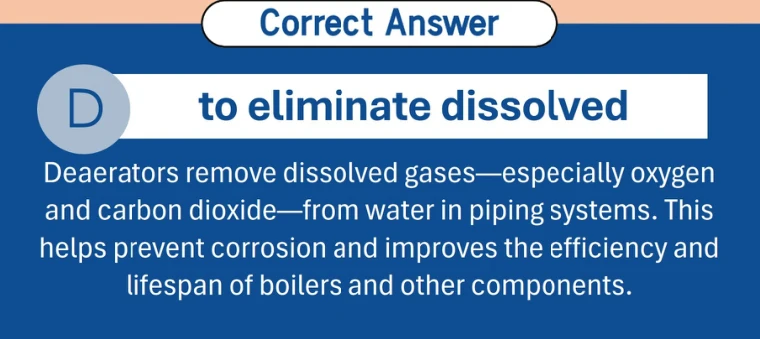 Correct Answer
D
to eliminate dissolved
Deaerators remove dissolved gases—especially oxygen
and carbon dioxide—from water in piping systems. This
helps prevent corrosion and improves the efficiency and
lifespan of boilers and other components.